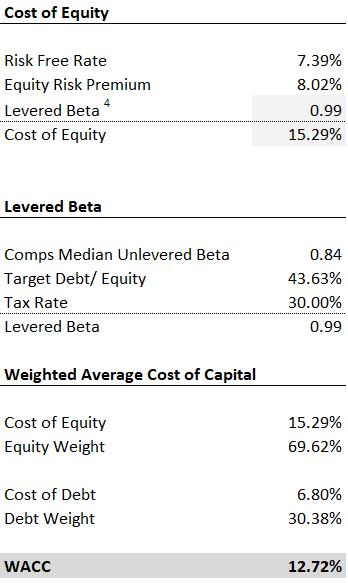 Cost of Equity
Risk Free Rate 7.39%
Equity Risk Premium 8.02%
Levered Beta 4 0.99
Cost of Equity 15.29%
Levered Beta
Comps Median Unlevered Beta 0.84
Target Debt/ Equity 43.63%
Tax Rate 30.00%
Levered Beta 0.99
Weighted Average Cost of Capital
Cost of Equity 15.29%
Equity Weight 69.62%
Cost of Debt 6.80%
Debt Weight 30.38%
WACC 12.72%